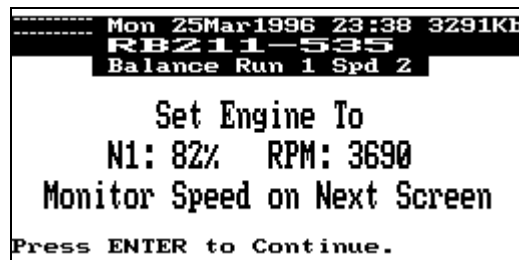 Mon 25Mar1996 23:38 3291Kb
RB211-535
Balance Run 1 Spd 2
Set Engine To
N1: 82% RPM: 3690
Monitor Speed on Next Screen
Press ENTER to Continue.